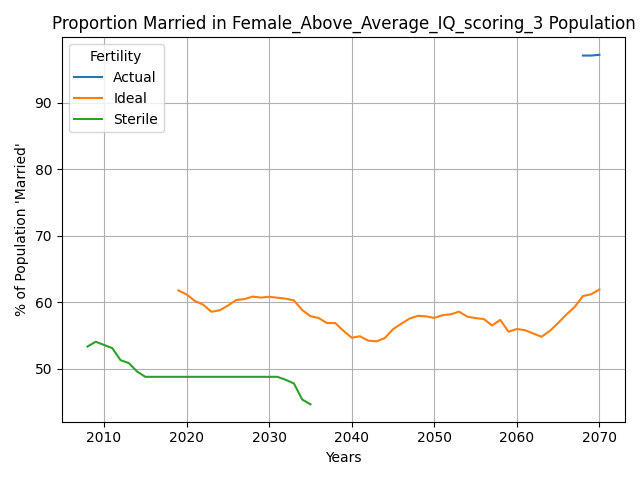 Proportion Married in Female_Above_Average_IQ_scoring_3 Population
Fertility
Actual
Ideal
Sterile
% of Population 'Married'
90
80
70
60
50
2010 2020 2030 2040 2050 2060 2070
Years